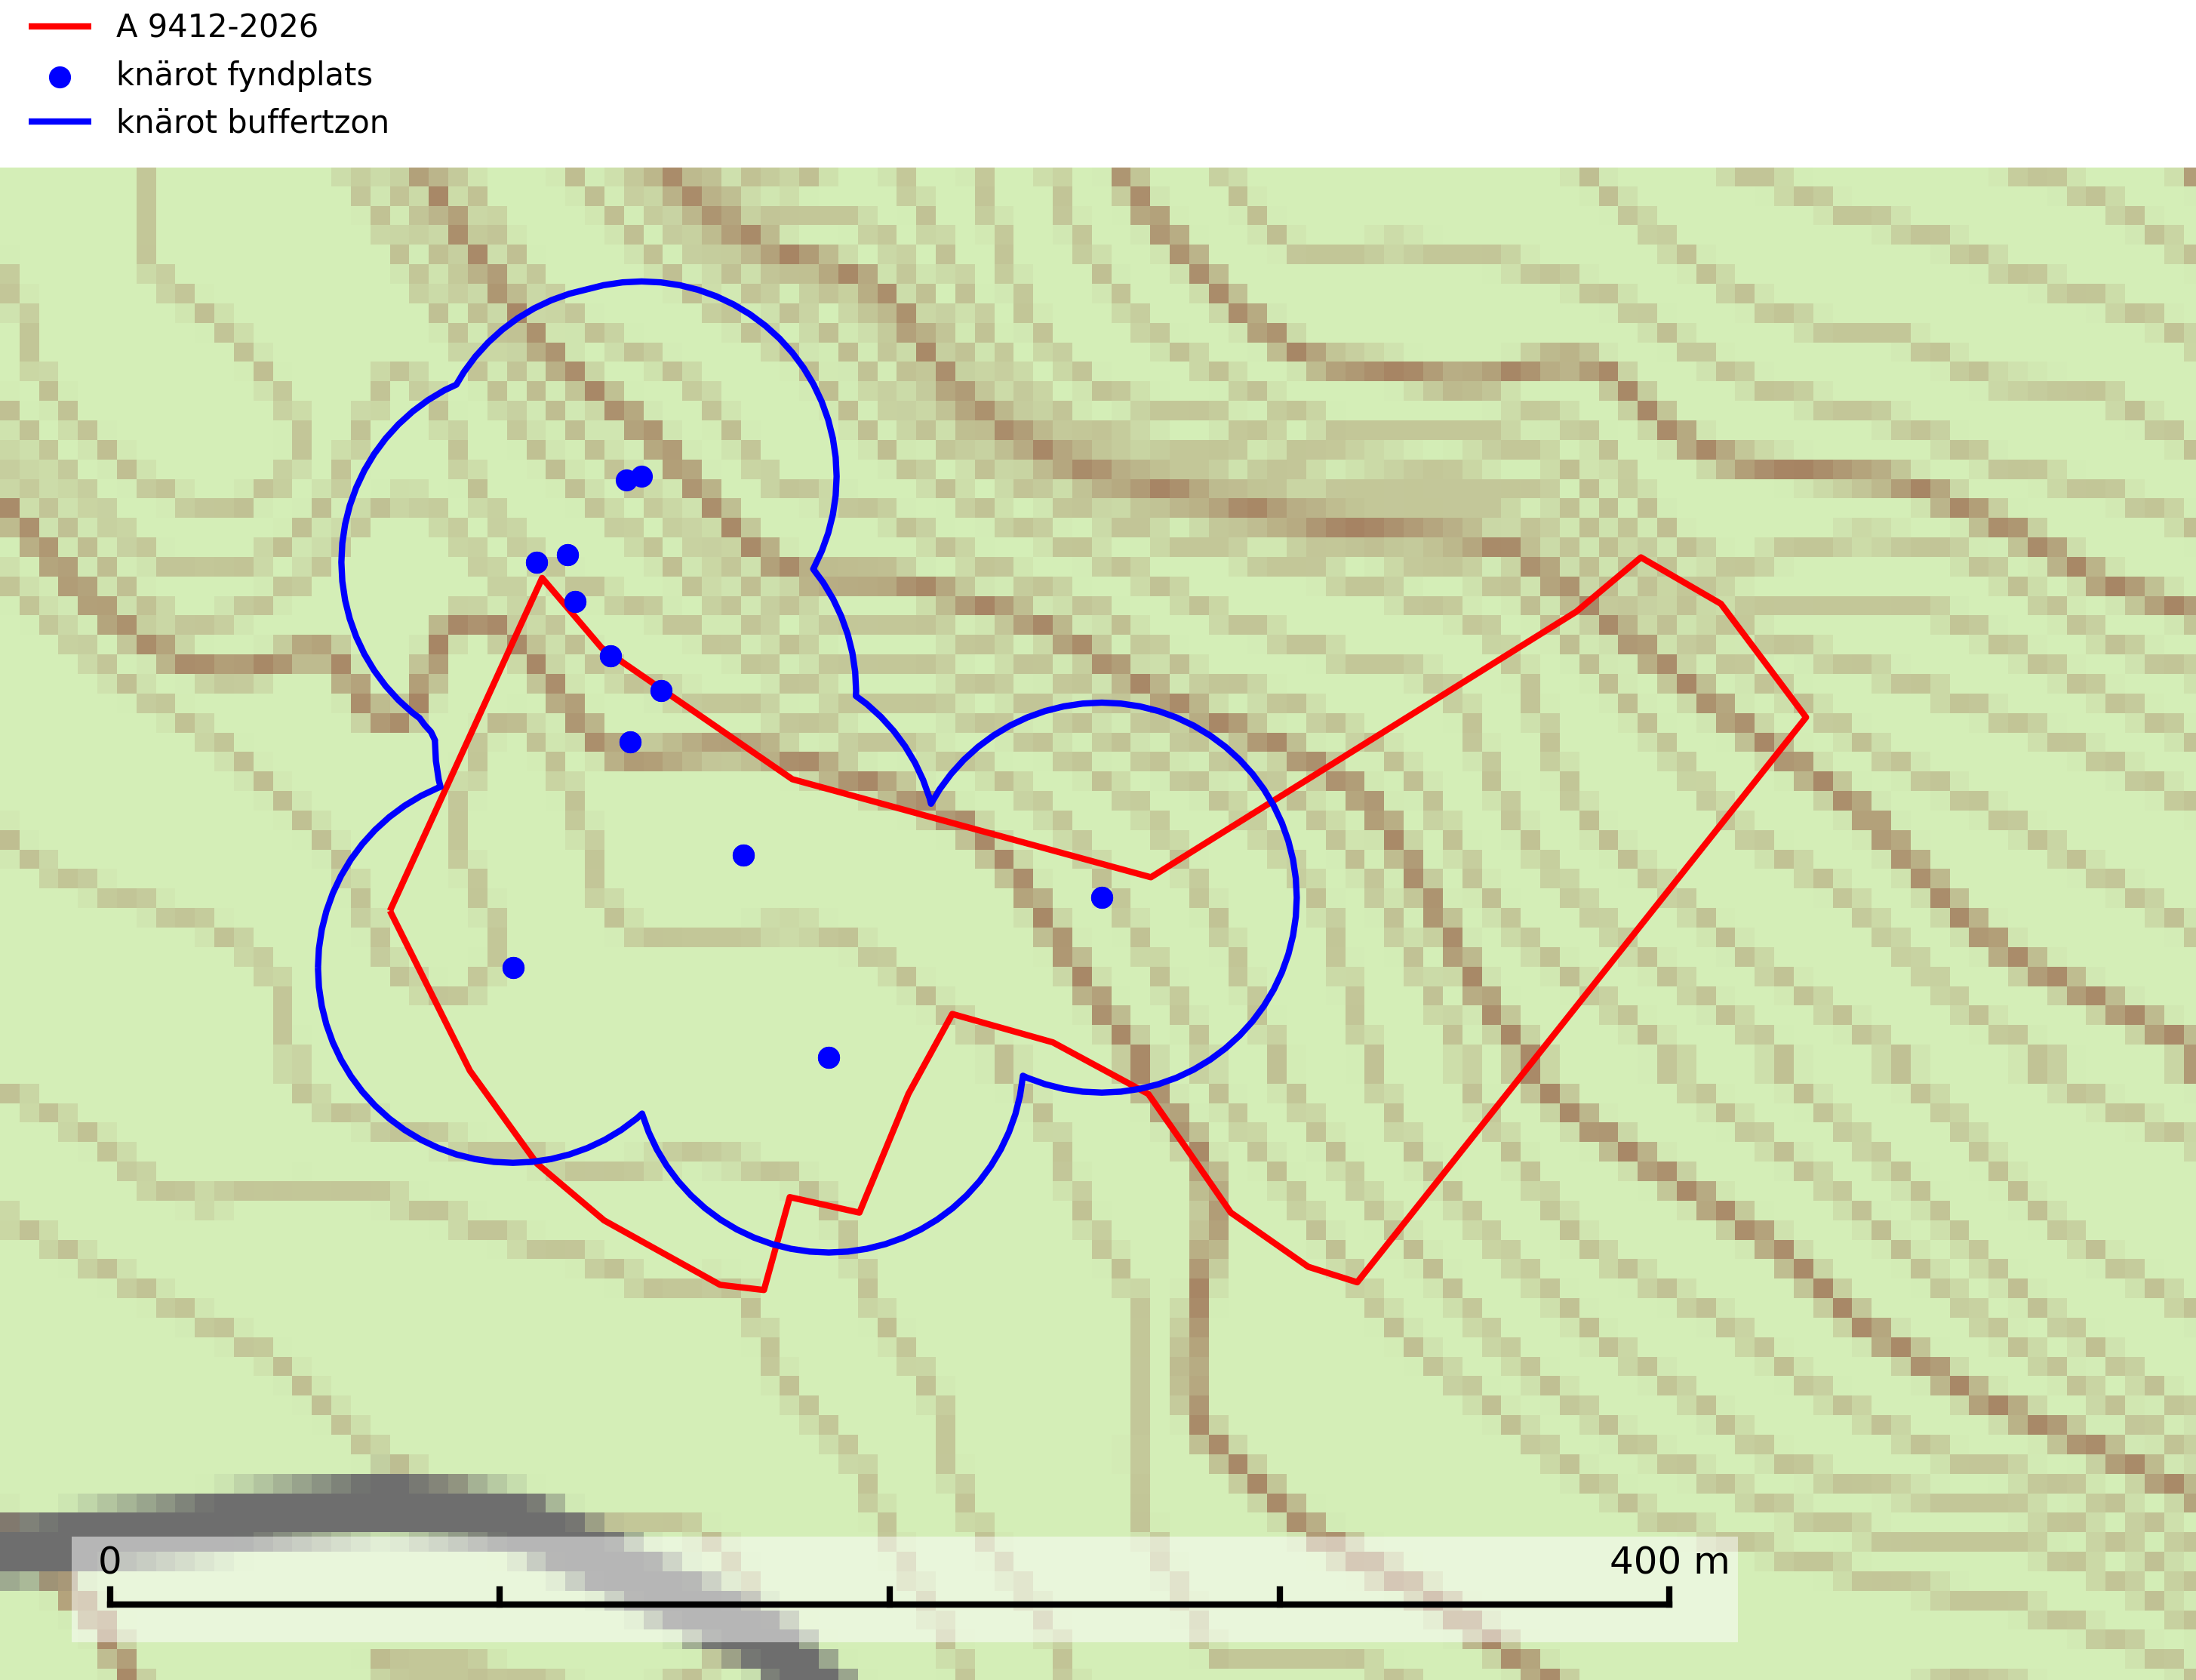 A 9412-2026
knärot fyndplats
knärot buffertzon
0
400 m